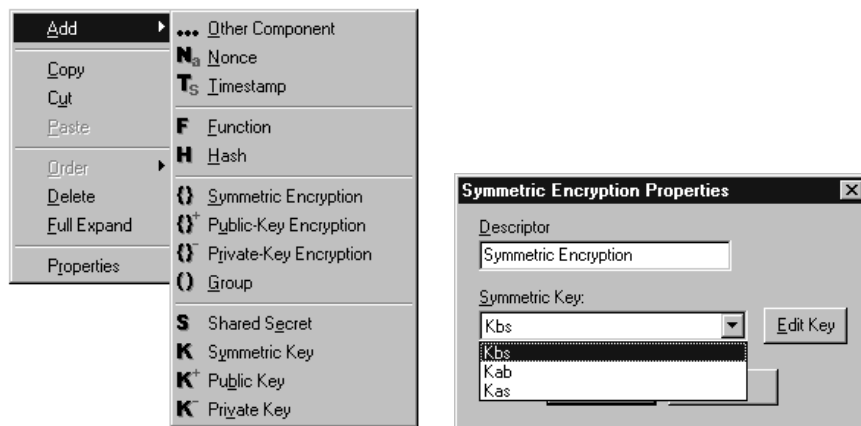 Add
Copy
Cut
Paste
Order
Delete
Full Expand
Properties
••• Other Component
Na Nonce
Ts Timestamp
F Function
H Hash
{} Symmetric Encryption
{}+ Public-Key Encryption
{}- Private-Key Encryption
() Group
S Shared Secret
K Symmetric Key
K+ Public Key
K- Private Key
Symmetric Encryption Properties
Descriptor
Symmetric Encryption
Symmetric Key:
Kbs
Edit Key
Kbs
Kab
Kas